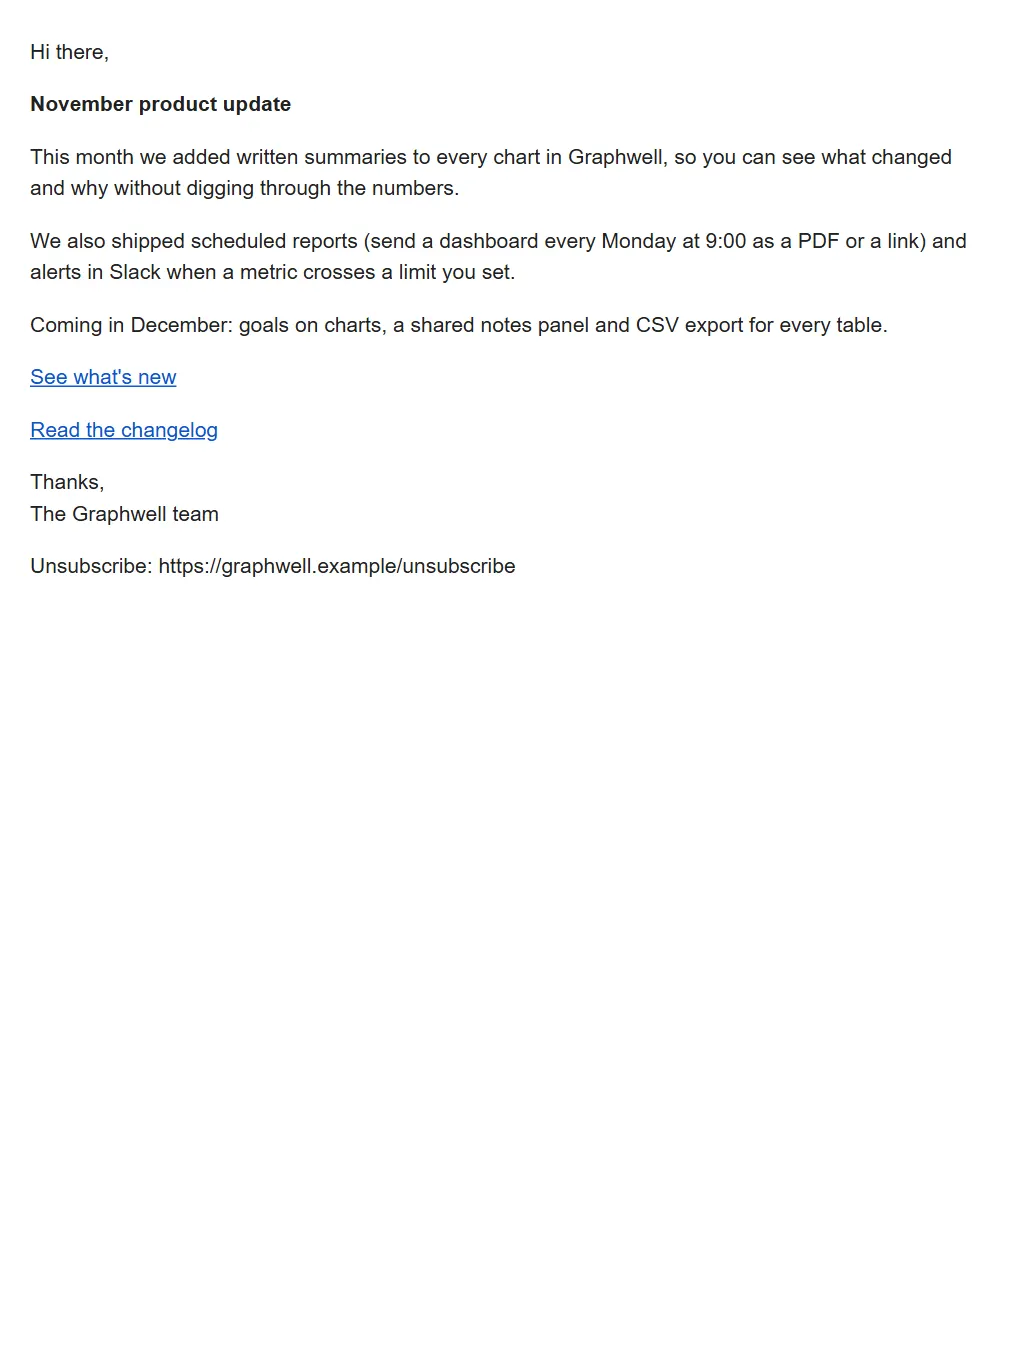 Hi there,
November product update
This month we added written summaries to every chart in Graphwell, so you can see what changed
and why without digging through the numbers.
We also shipped scheduled reports (send a dashboard every Monday at 9:00 as a PDF or a link) and
alerts in Slack when a metric crosses a limit you set.
Coming in December: goals on charts, a shared notes panel and CSV export for every table.
See what's new
Read the changelog
Thanks,
The Graphwell team
Unsubscribe: https://graphwell.example/unsubscribe